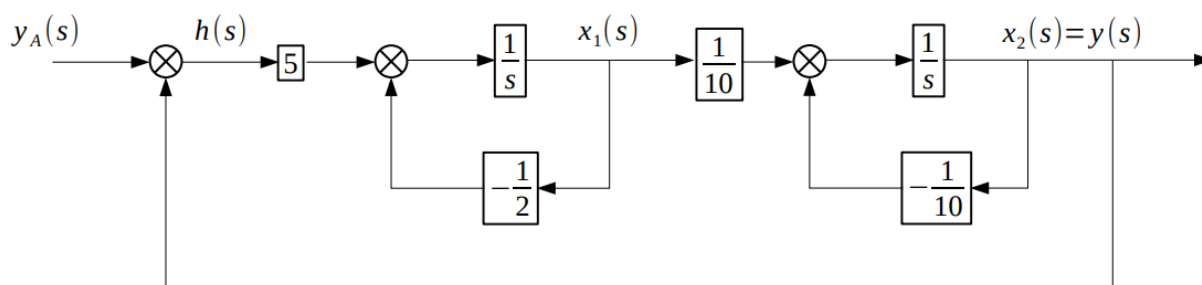 y_A(s)
h(s)
5
1/s
x_1(s)
1/10
1/s
x_2(s)=y(s)
−1/2
−1/10